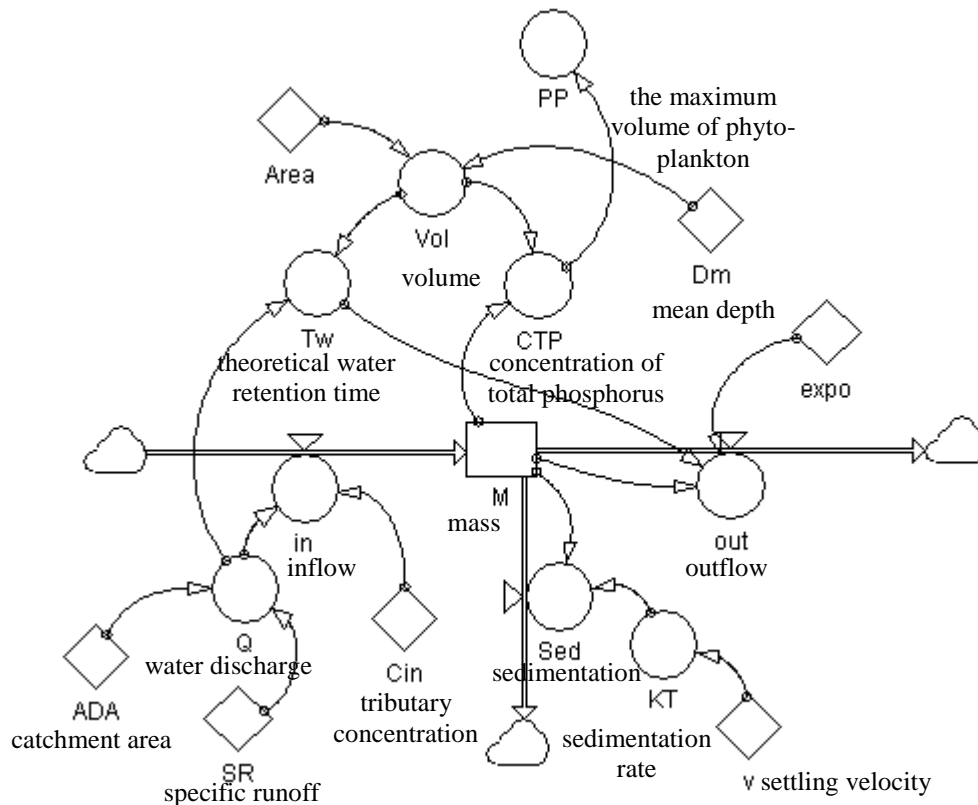 PP
the maximum
volume of phyto-
plankton
Area
Vol
volume
Dm
mean depth
Tw
theoretical water
retention time
CTP
concentration of
total phosphorus
expo
M
mass
in
inflow
out
outflow
Q
water discharge
Cin
tributary
concentration
Sed
sedimentation
KT
sedimentation
rate
ADA
catchment area
SR
specific runoff
v settling velocity